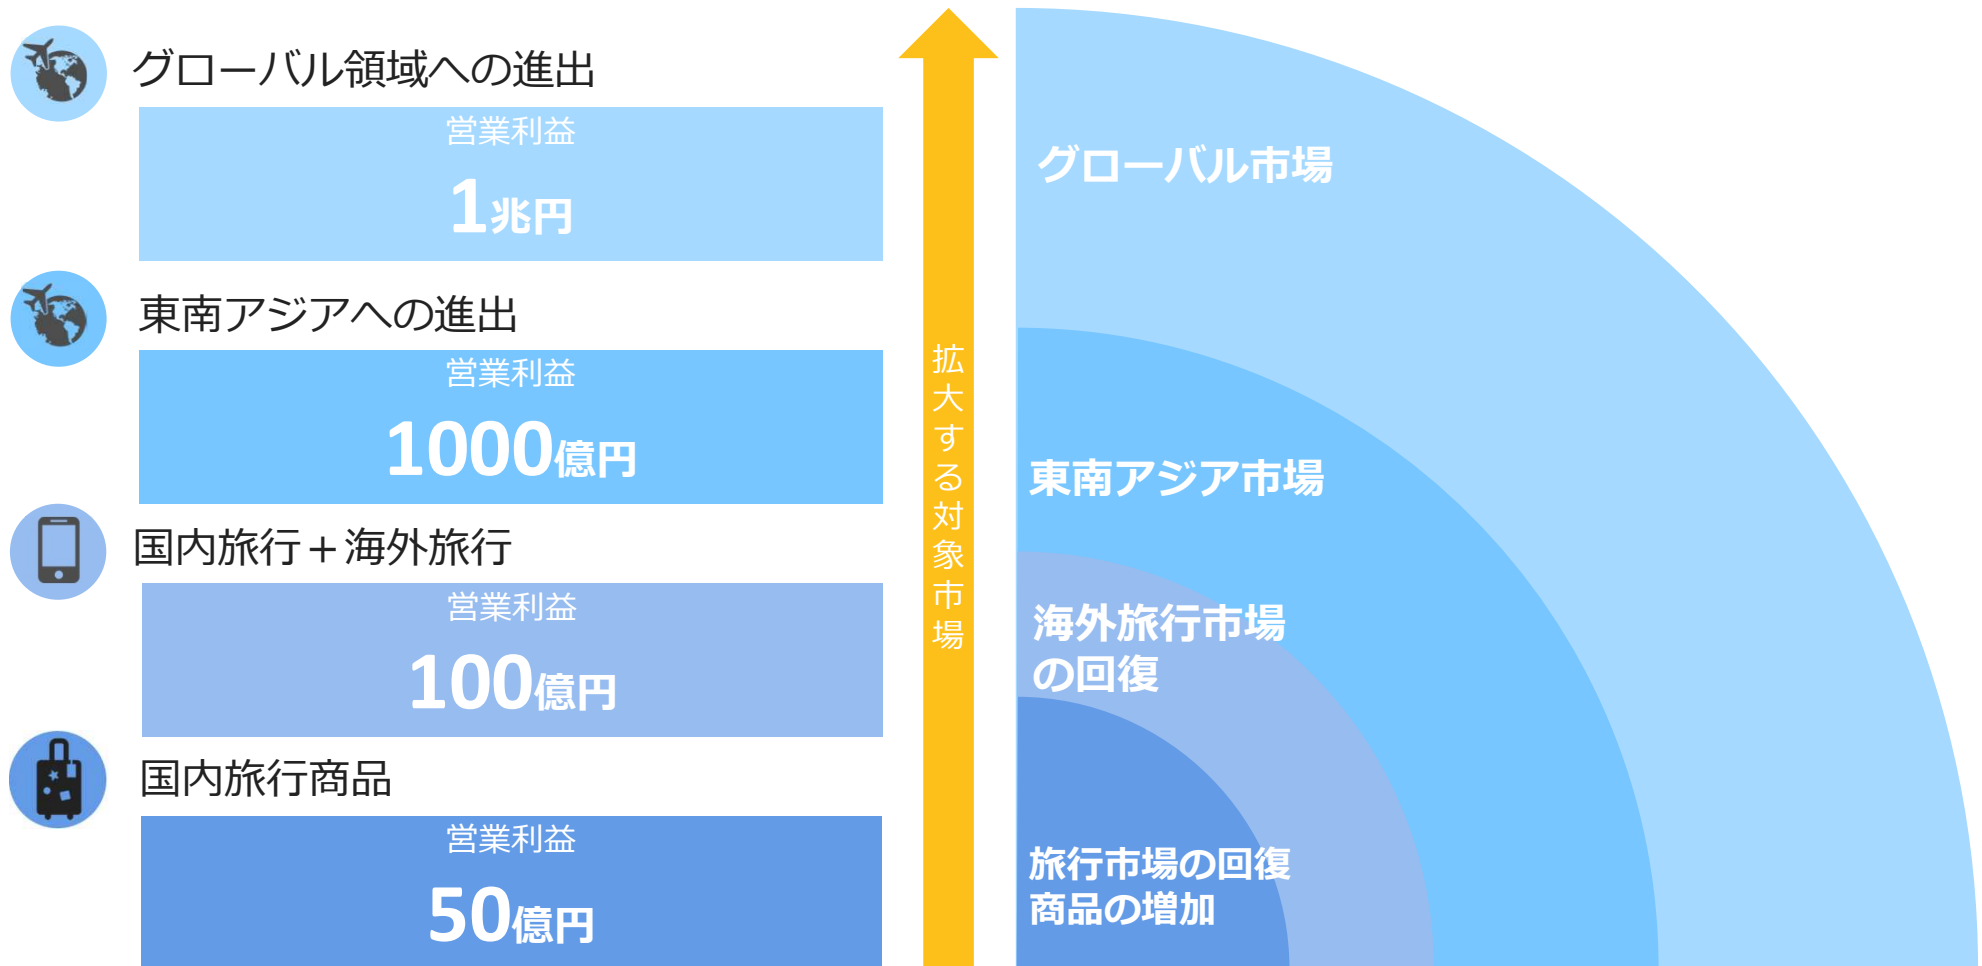 グローバル領域への進出
営業利益
1兆円
東南アジアへの進出
営業利益
1000億円
国内旅行＋海外旅行
営業利益
100億円
国内旅行商品
営業利益
50億円
拡大する対象市場
グローバル市場
東南アジア市場
海外旅行市場
の回復
旅行市場の回復
商品の増加